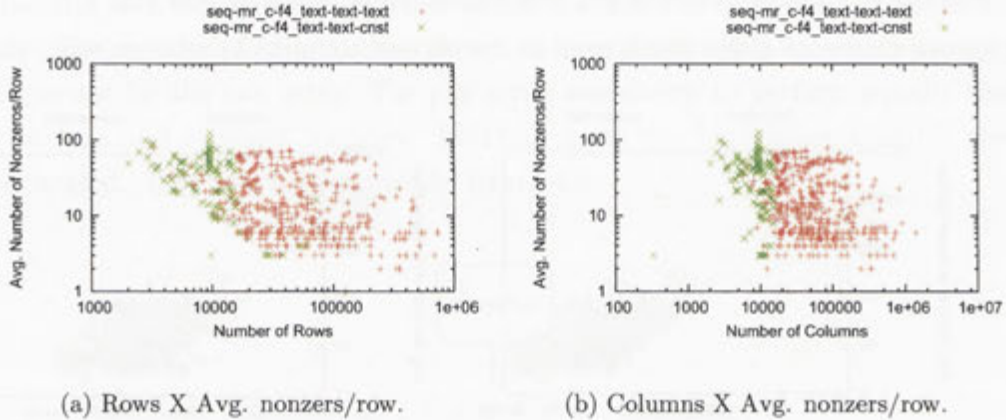 seq-mr_c-f4_text-text-text
seq-mr_c-f4_text-text-cnst
1000
100
10
1
Avg. Number of Nonzeros/Row
1000
10000
100000
1e+06
Number of Rows
(a) Rows X Avg. nonzers/row.
seq-mr_c-f4_text-text-text
seq-mr_c-f4_text-text-cnst
1000
100
10
1
Avg. Number of Nonzeros/Row
100
1000
10000
100000
1e+06
1e+07
Number of Columns
(b) Columns X Avg. nonzers/row.